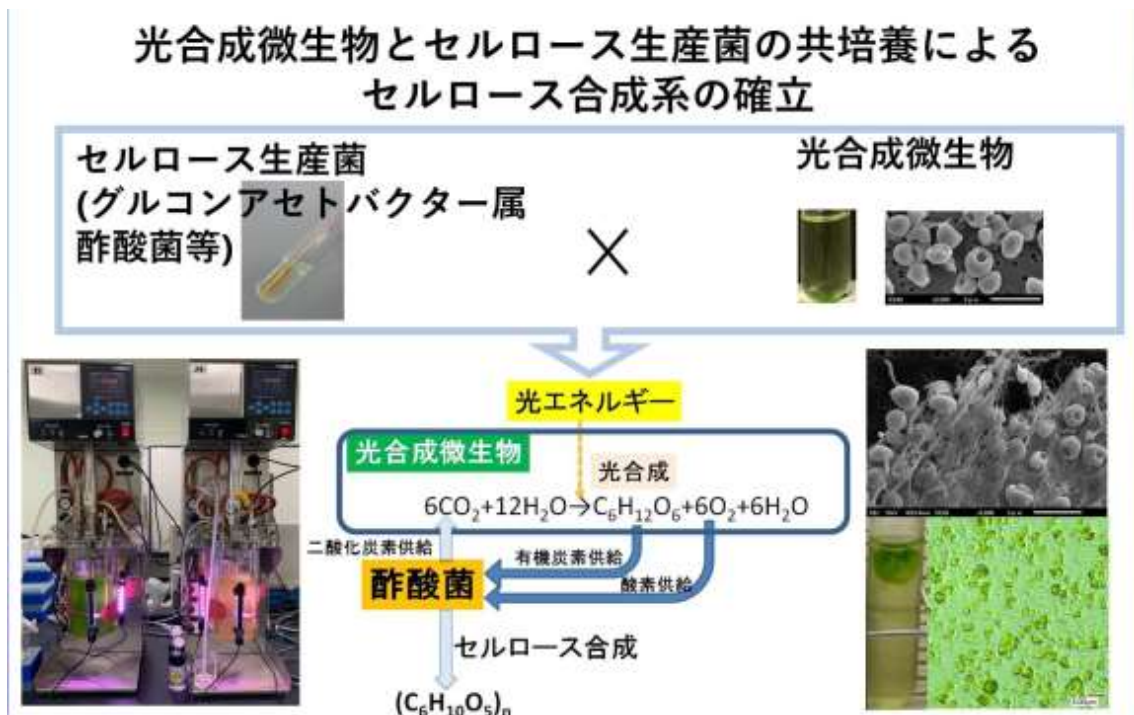 光合成微生物とセルロース生産菌の共培養による
セルロース合成系の確立
セルロース生産菌
(グルコンアセトバクター属
酢酸菌等)
×
光合成微生物
光エネルギー
光合成微生物
光合成
6CO₂+12H₂O→C₆H₁₂O₆+6O₂+6H₂O
二酸化炭素供給
有機炭素供給
酢酸菌
酸素供給
セルロース合成
(C₆H₁₀O₅)n